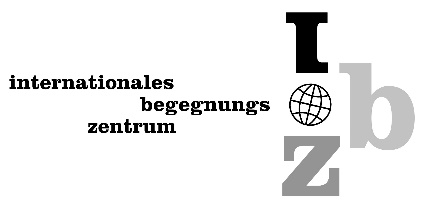 internationales
begegnungs
zentrum
I
b
z